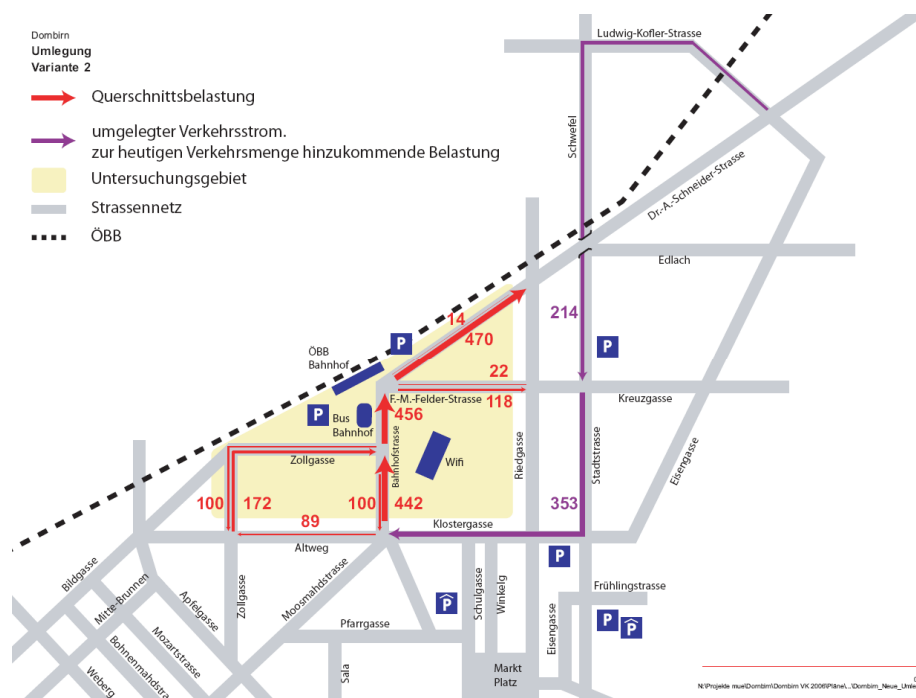 Dornbirn
Umlegung
Variante 2
Querschnittsbelastung
umgelegter Verkehrsstrom.
zur heutigen Verkehrsmenge hinzukommende Belastung
Untersuchungsgebiet
Strassennetz
ÖBB
Ludwig-Kofler-Strasse
Schwefel
Dr.-A.-Schneider-Strasse
Edlach
214
P
14
470
P
ÖBB
Bahnhof
22
F.-M.-Felder-Strasse
118
Kreuzgasse
P
Bus
Bahnhof
456
Bahnhofstrasse
Wifi
Riedgasse
Stadtstrasse
Eisengasse
Zollgasse
100
172
100
442
353
89
Klostergasse
Altweg
P
Bildgasse
Mitte-Brunnen
Apfelgasse
Zollgasse
Moosmahdstrasse
Schulgasse
Winkelg
Eisengasse
Frühlingstrasse
P
P
P
Pfarrgasse
Mozartstrasse
Bohnenmahdstra
Weberg
Sala
Markt
Platz